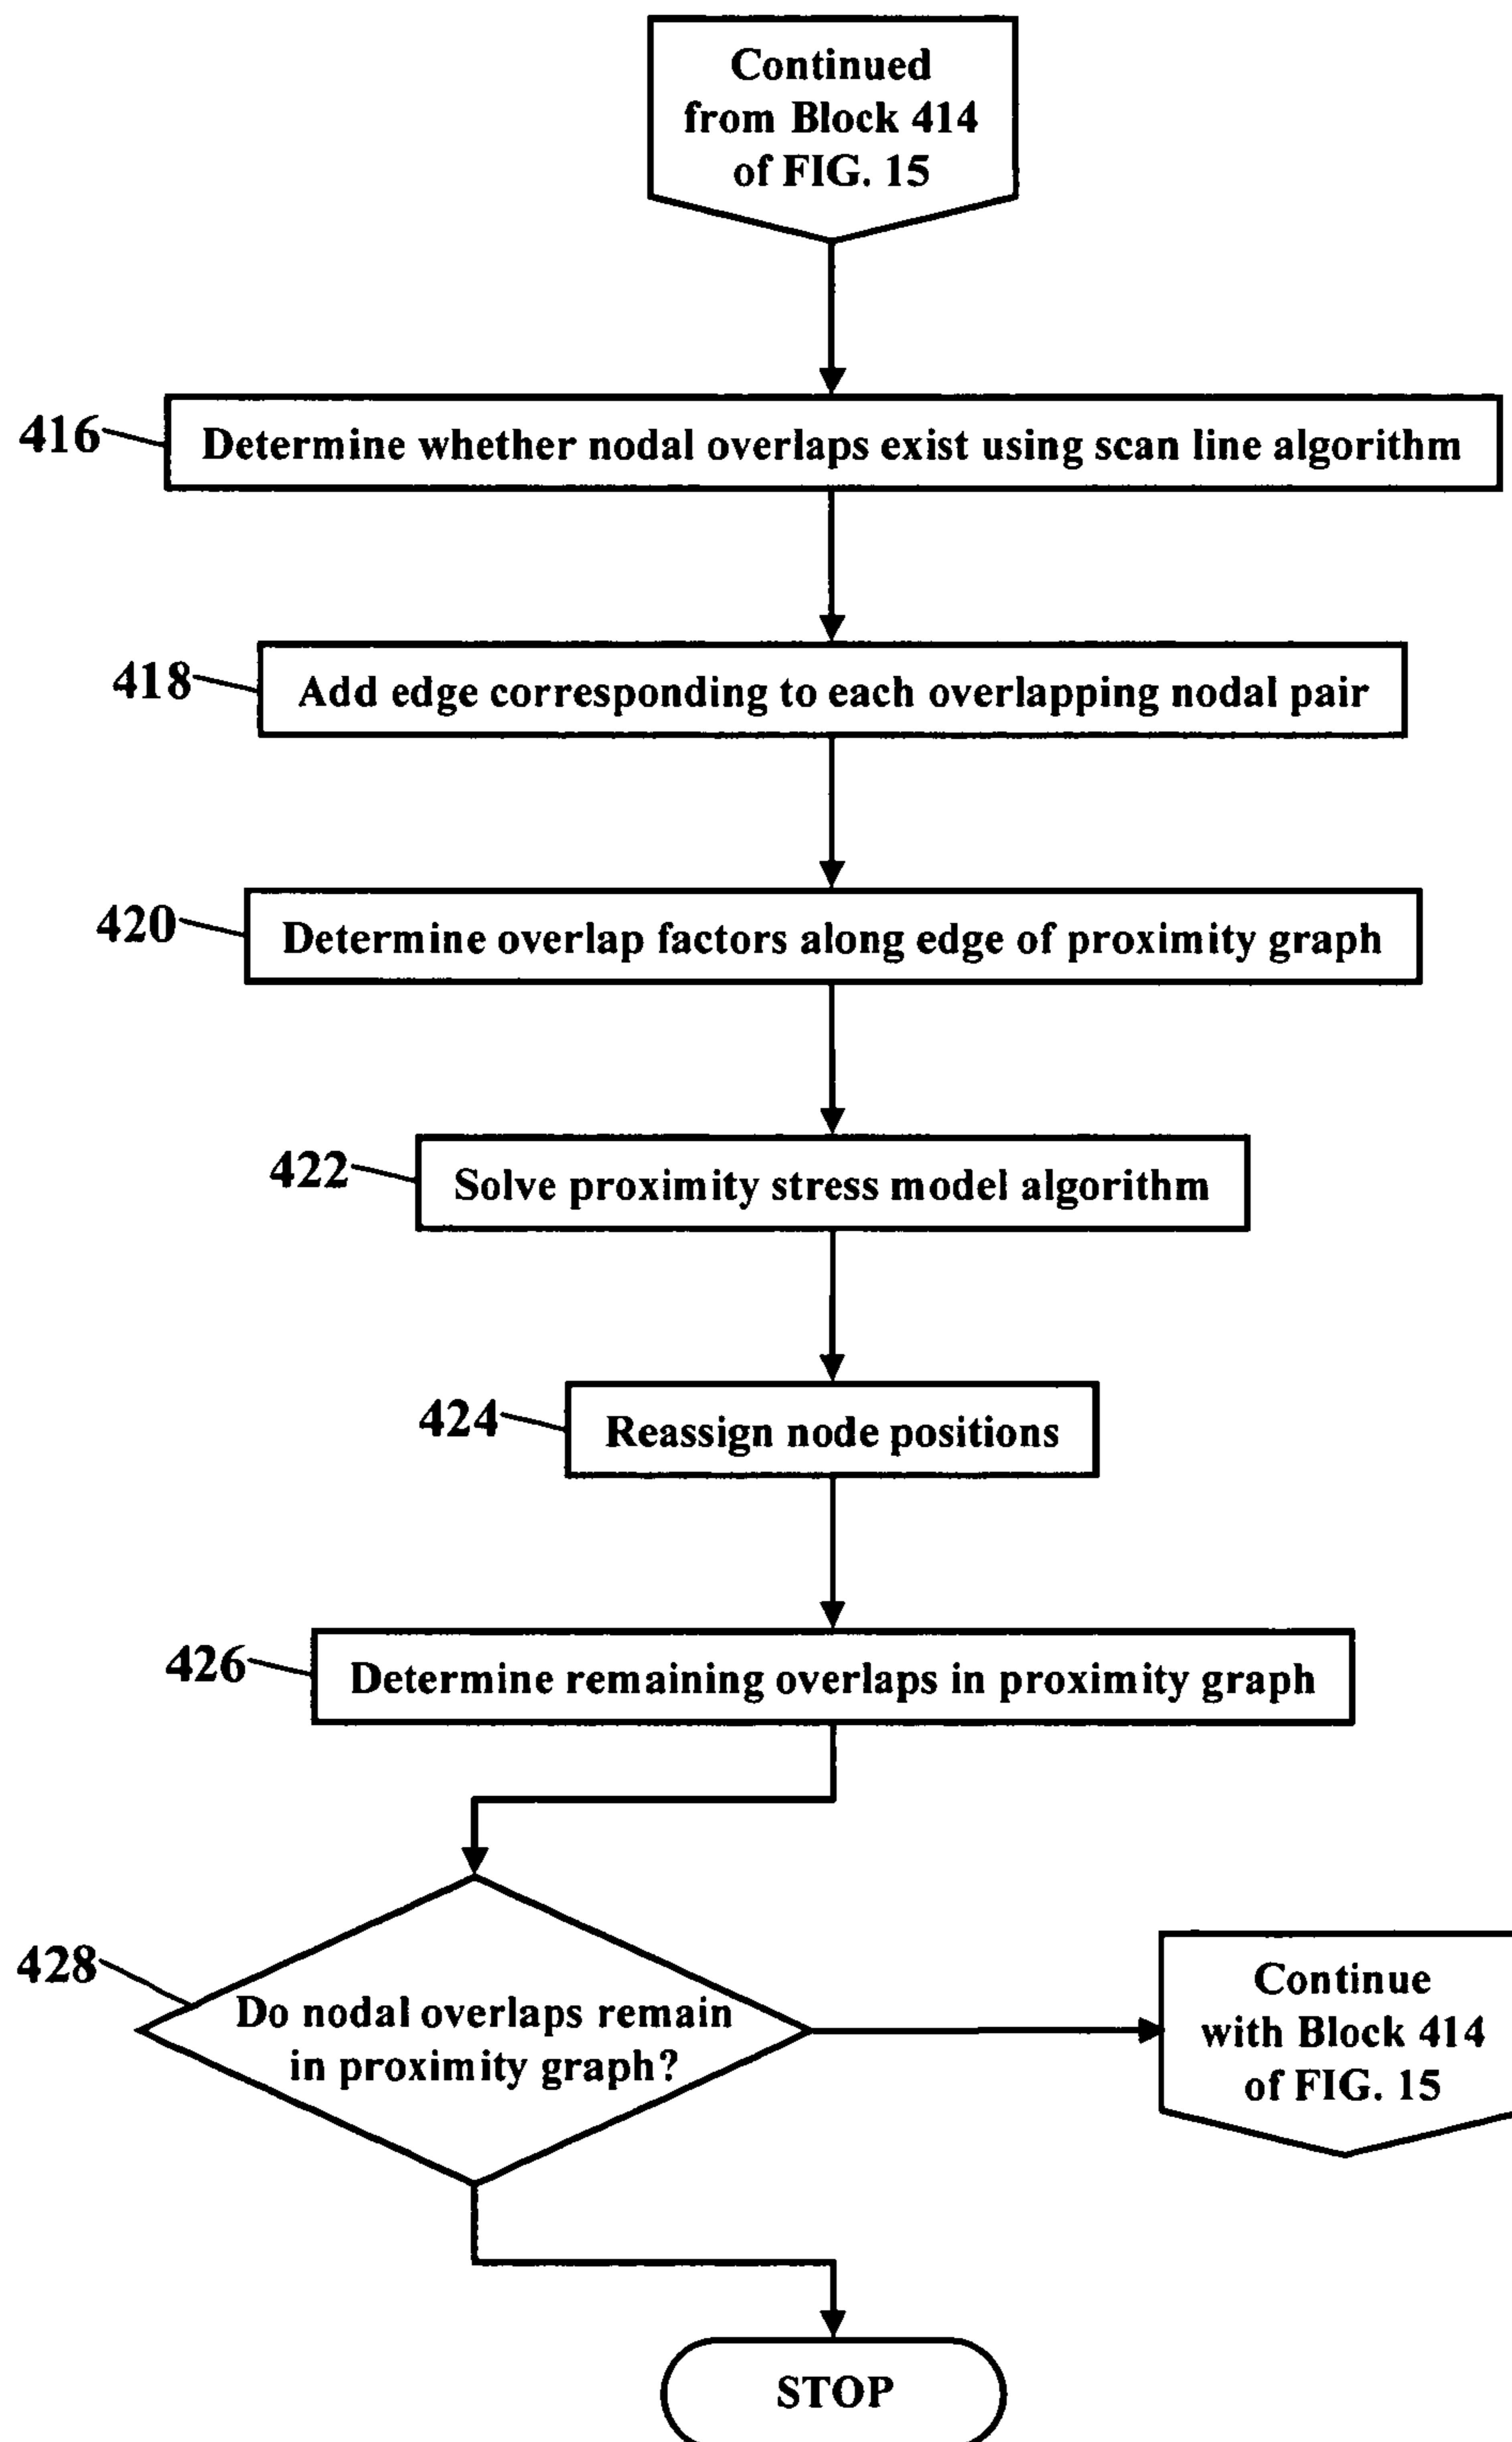 Continued
from Block 414
of FIG. 15
416
Determine whether nodal overlaps exist using scan line algorithm
418
Add edge corresponding to each overlapping nodal pair
420
Determine overlap factors along edge of proximity graph
422
Solve proximity stress model algorithm
424
Reassign node positions
426
Determine remaining overlaps in proximity graph
428
Do nodal overlaps remain
in proximity graph?
Continue
with Block 414
of FIG. 15
STOP